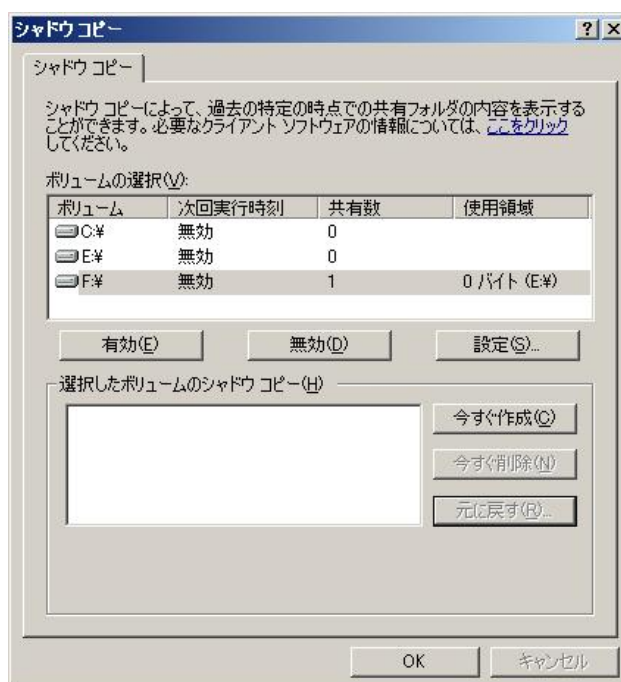 シャドウ コピー
シャドウ コピー
シャドウ コピーによって、過去の特定の時点での共有フォルダの内容を表示する
ことができます。必要なクライアント ソフトウェアの情報については、ここをクリック
してください。
ボリュームの選択(V):
ボリューム 次回実行時刻 共有数 使用領域
C:¥ 無効 0
E:¥ 無効 0
F:¥ 無効 1 0 バイト (E:¥)
有効(E) 無効(D) 設定(S)...
選択したボリュームのシャドウ コピー(H)
今すぐ作成(C)
今すぐ削除(N)
元に戻す(R)...
OK キャンセル